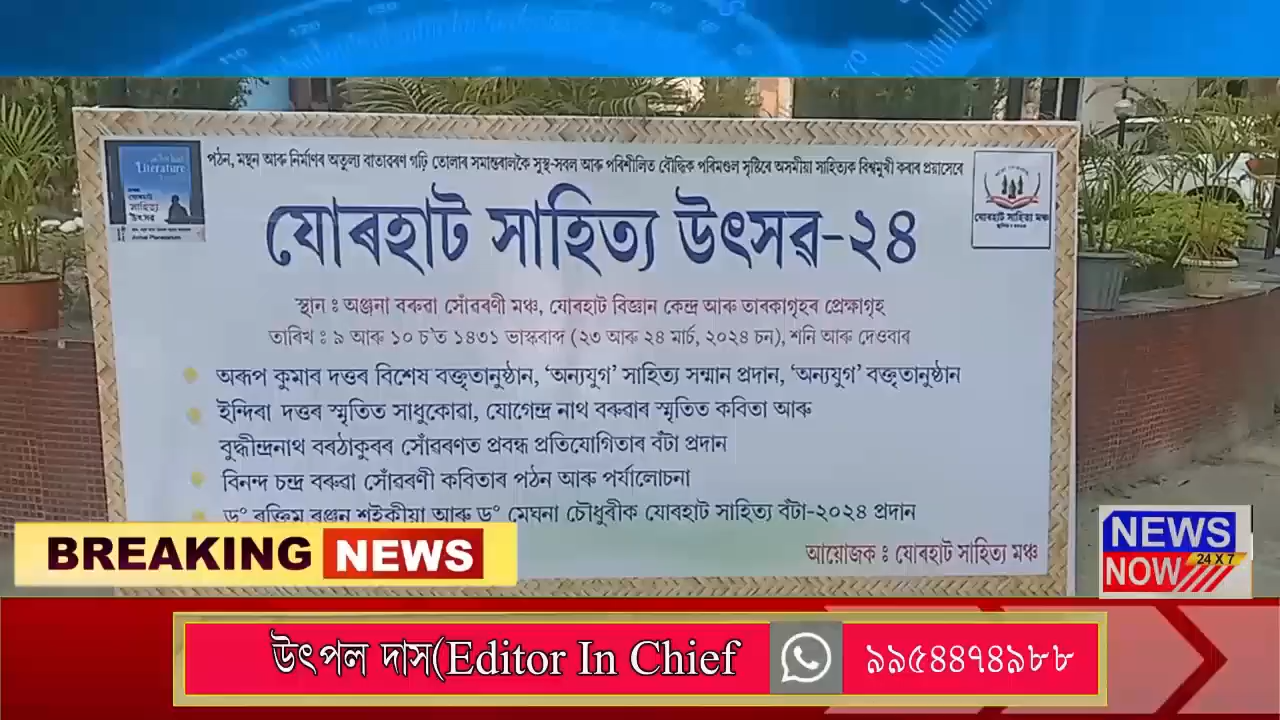 পঠন, মন্থন আৰু নিৰ্মাণৰ অতুল্য বাতাৱৰণ গঢ়ি তোলাৰ সমান্তৰালকৈ সুস্থ-সবল আৰু পৰিশীলিত বৌদ্ধিক পৰিমণ্ডল সৃষ্টিৰে অসমীয়া সাহিত্যক বিশ্বমুখী কৰাৰ প্ৰয়াসেৰে
Literature
সাহিত্য
উৎসৱ
যোৰহাট সাহিত্য উৎসৱ-২৪
যোৰহাট সাহিত্য মঞ্চ
স্থান : অঞ্জনা বৰুৱা সোঁৱৰণী মঞ্চ, যোৰহাট বিজ্ঞান কেন্দ্ৰ আৰু তাৰকাগৃহৰ প্ৰেক্ষাগৃহ
তাৰিখ : ৯ আৰু ১০ চ'ত ১৪৩১ ভাস্কৰাব্দ (২৩ আৰু ২৪ মাৰ্চ, ২০২৪ চন), শনি আৰু দেওবাৰ
অৰূপ কুমাৰ দত্তৰ বিশেষ বক্তৃতানুষ্ঠান, ‘অন্যযুগ’ সাহিত্য সন্মান প্ৰদান, ‘অন্যযুগ’ বক্তৃতানুষ্ঠান
ইন্দিৰা দত্তৰ স্মৃতিত সাধুকোৱা, যোগেন্দ্ৰ নাথ বৰুৱাৰ স্মৃতিত কবিতা আৰু
বুদ্ধীন্দ্ৰনাথ বৰঠাকুৰৰ সোঁৱৰণত প্ৰবন্ধ প্ৰতিযোগিতাৰ বঁটা প্ৰদান
বিনন্দ চন্দ্ৰ বৰুৱা সোঁৱৰণী কবিতাৰ পঠন আৰু পৰ্যালোচনা
ড° ৰক্তিম ৰঞ্জন শইকীয়া আৰু ড° মেঘনা চৌধুৰীক যোৰহাট সাহিত্য বঁটা-২০২৪ প্ৰদান
আয়োজক : যোৰহাট সাহিত্য মঞ্চ
BREAKING NEWS
NEWS
NOW 24 X 7
উৎপল দাস(Editor In Chief
৯৯৫৪৪৭৪৯৮৮